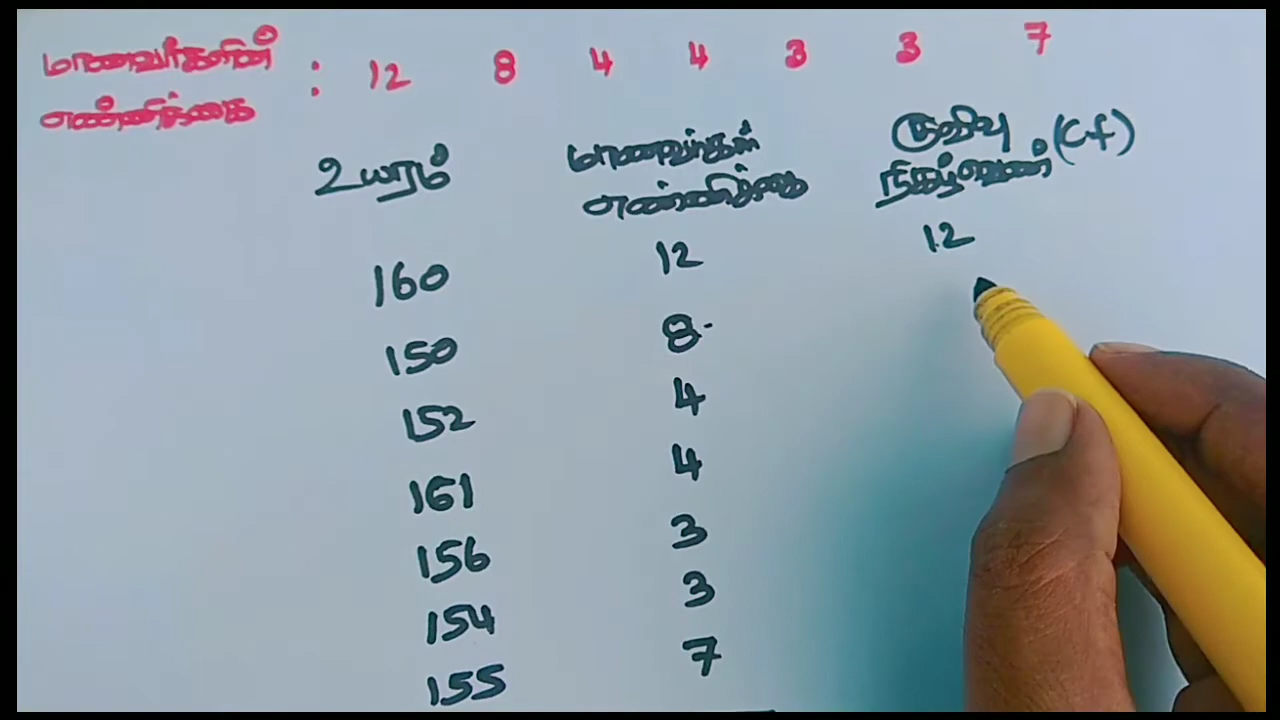 மாணவர்களின்
எண்ணிக்கை : 12 8 4 4 3 3 7
உயரம் மாணவர்கள் எண்ணிக்கை குவிவு நிகழ்வெண் (Cf)
160 12 12
150 8
152 4
161 4
156 3
154 3
155 7